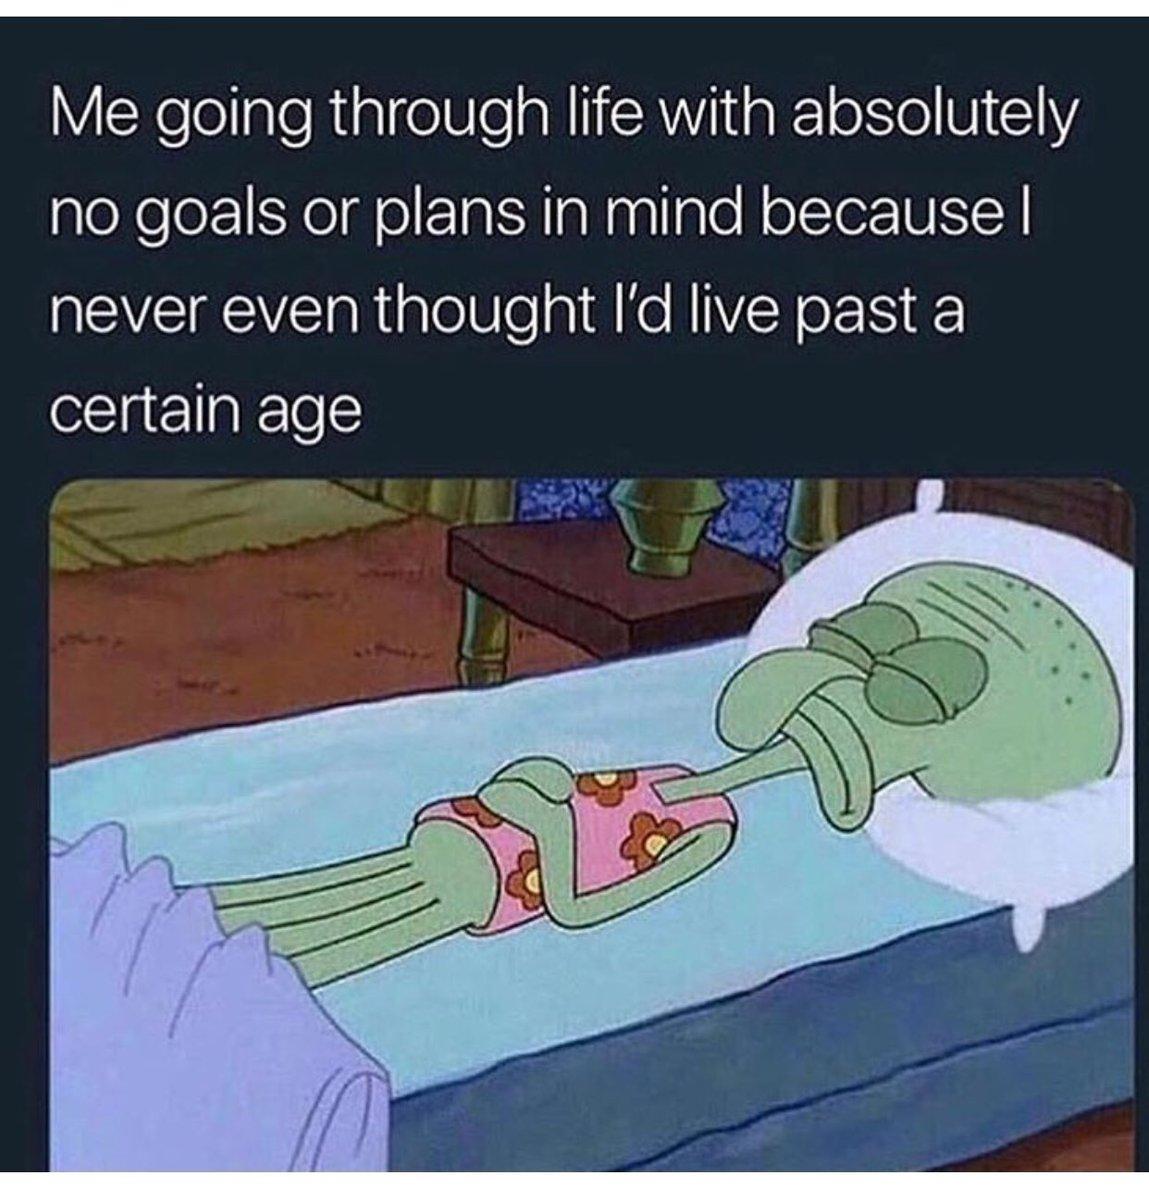 Me going through life with absolutely
no goals or plans in mind because I
never even thought I'd live past a
certain age